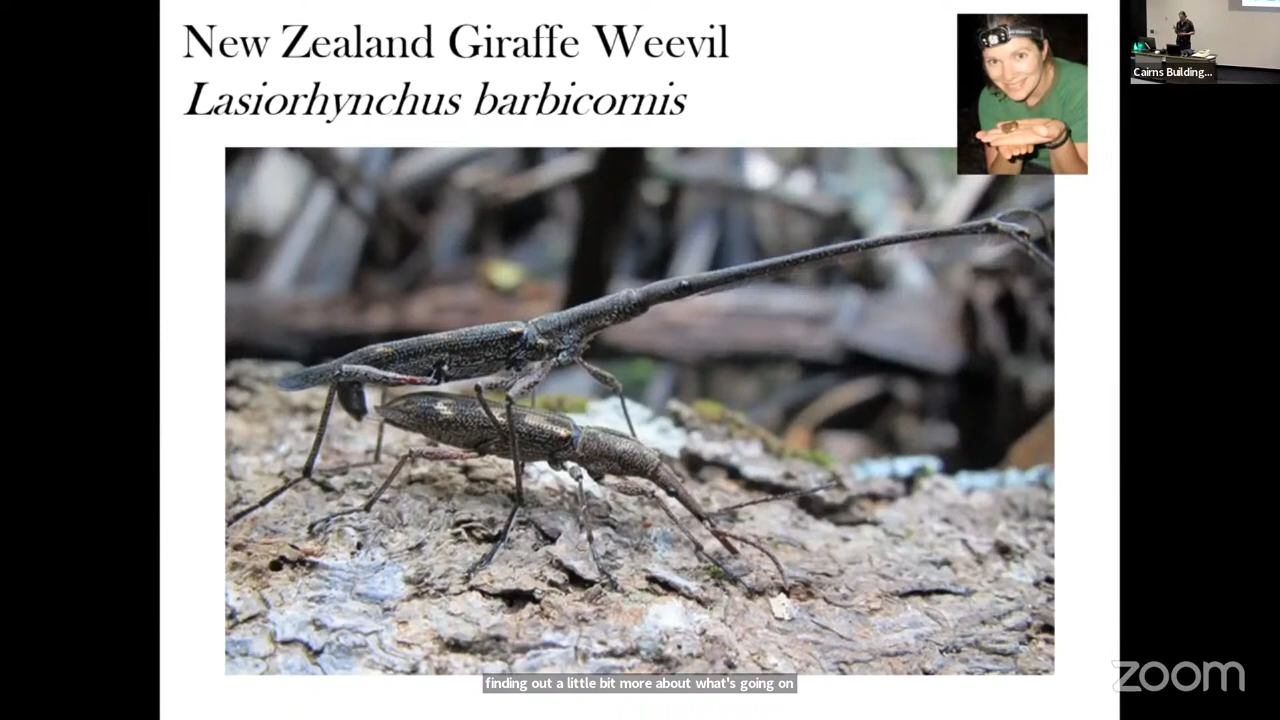 New Zealand Giraffe Weevil
Lasiorhynchus barbicornis
Cairns Building...
finding out a little bit more about what's going on
zoom